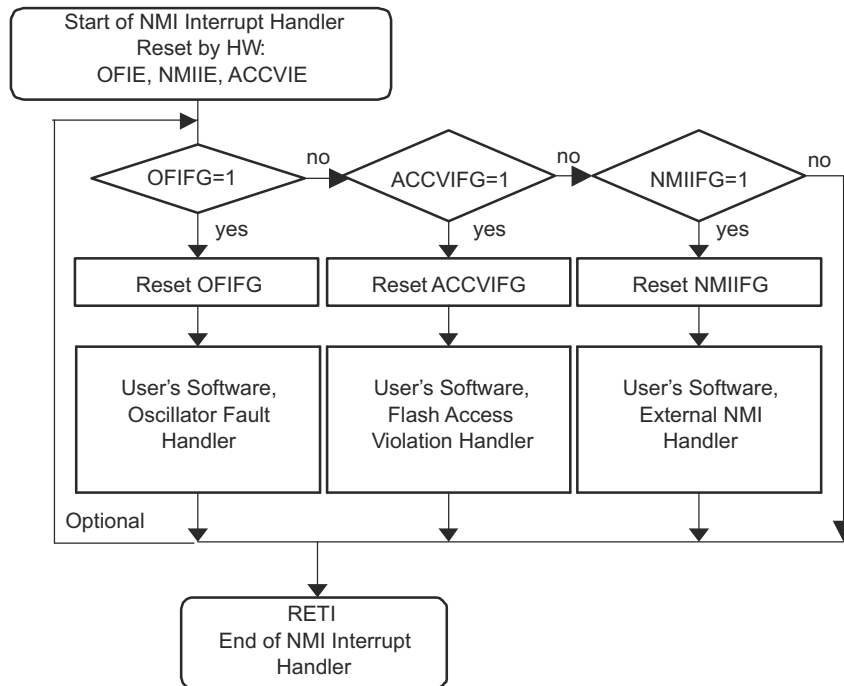 Start of NMI Interrupt Handler
Reset by HW:
OFIE, NMIIE, ACCVIE
OFIFG=1
no
ACCVIFG=1
no
NMIIFG=1
no
yes
yes
yes
Reset OFIFG
Reset ACCVIFG
Reset NMIIFG
User's Software,
Oscillator Fault
Handler
User's Software,
Flash Access
Violation Handler
User's Software,
External NMI
Handler
Optional
RETI
End of NMI Interrupt
Handler